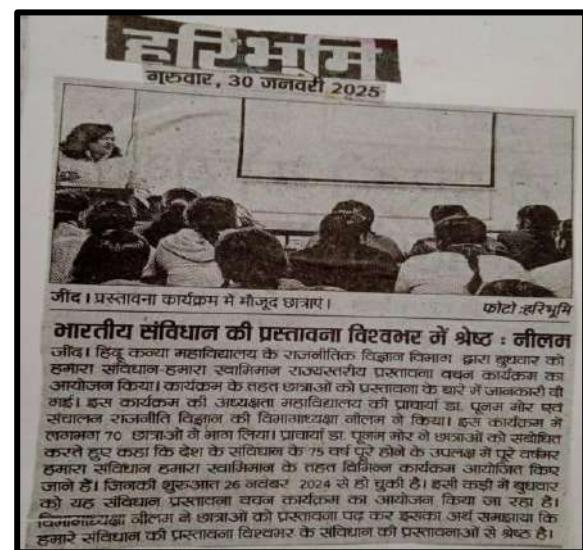 हरिभूमि
गुरुवार, 30 जनवरी 2025
जींद। प्रस्तावना कार्यक्रम में मौजूद छात्राएं।
फोटो :हरिभूमि
भारतीय संविधान की प्रस्तावना विश्वभर में श्रेष्ठ : नीलम
जींद। हिंदू कन्या महाविद्यालय के राजनीतिक विज्ञान विभाग द्वारा बुधवार को
हमारा संविधान-हमारा स्वाभिमान राज्यस्तरीय प्रस्तावना वचन कार्यक्रम का
आयोजन किया। कार्यक्रम के तहत छात्राओं को प्रस्तावना के बारे में जानकारी दी
गई। इस कार्यक्रम की अध्यक्षता महाविद्यालय की प्राचार्या डा. पूनम मोर एवं
संचालन राजनीति विज्ञान की विभागाध्यक्षा नीलम ने किया। इस कार्यक्रम में
लगभग 70 छात्राओं ने भाग लिया। प्राचार्या डा. पूनम मोर ने छात्राओं को संबोधित
करते हुए कहा कि देश के संविधान के 75 वर्ष पूरे होने के उपलक्ष में पूरे वर्षभर
हमारा संविधान हमारा स्वाभिमान के तहत विभिन्न कार्यक्रम आयोजित किए
जाने हैं। जिनकी शुरुआत 26 नवंबर 2024 से हो चुकी है। इसी कड़ी में बुधवार
को यह संविधान प्रस्तावना वचन कार्यक्रम का आयोजन किया जा रहा है।
विभागाध्यक्षा नीलम ने छात्राओं को प्रस्तावना पढ़ कर इसका अर्थ समझाया कि
हमारे संविधान की प्रस्तावना विश्वभर के संविधान की प्रस्तावनाओं से श्रेष्ठ है।